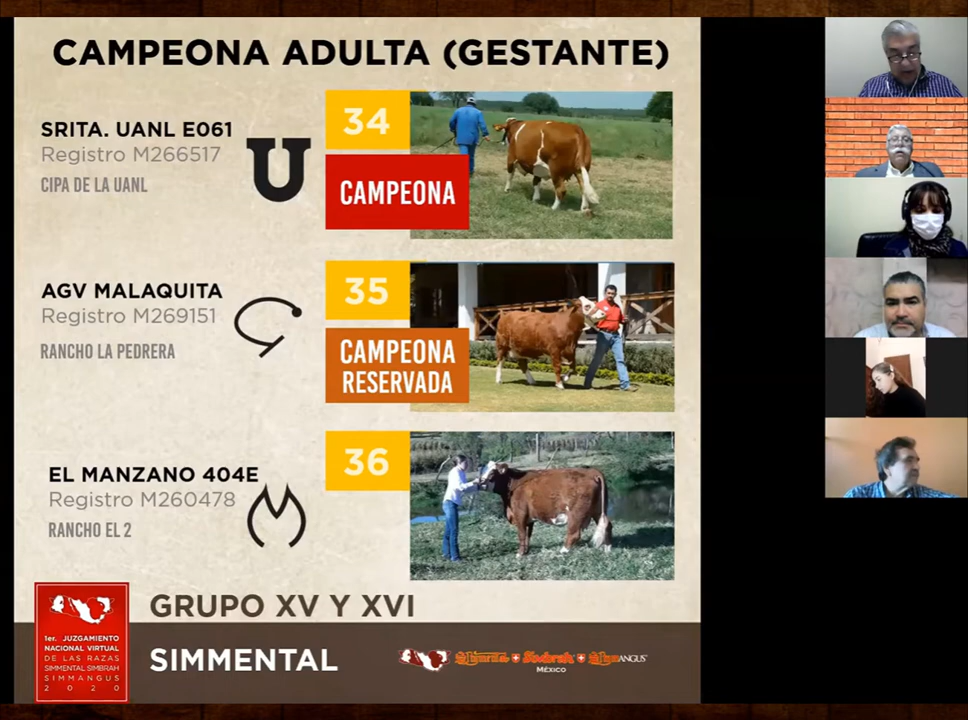 CAMPEONA ADULTA (GESTANTE)
SRITA. UANL E061
Registro M266517
CIPA DE LA UANL
U
34
CAMPEONA
AGV MALAQUITA
Registro M269151
RANCHO LA PEDRERA
35
CAMPEONA
RESERVADA
EL MANZANO 404E
Registro M260478
RANCHO EL 2
36
GRUPO XV Y XVI
SIMMENTAL
1er. JUZGAMIENTO
NACIONAL VIRTUAL
DE LAS RAZAS
SIMMENTAL SIMBRAH
SIMMANGUS
2020
MÉXICO